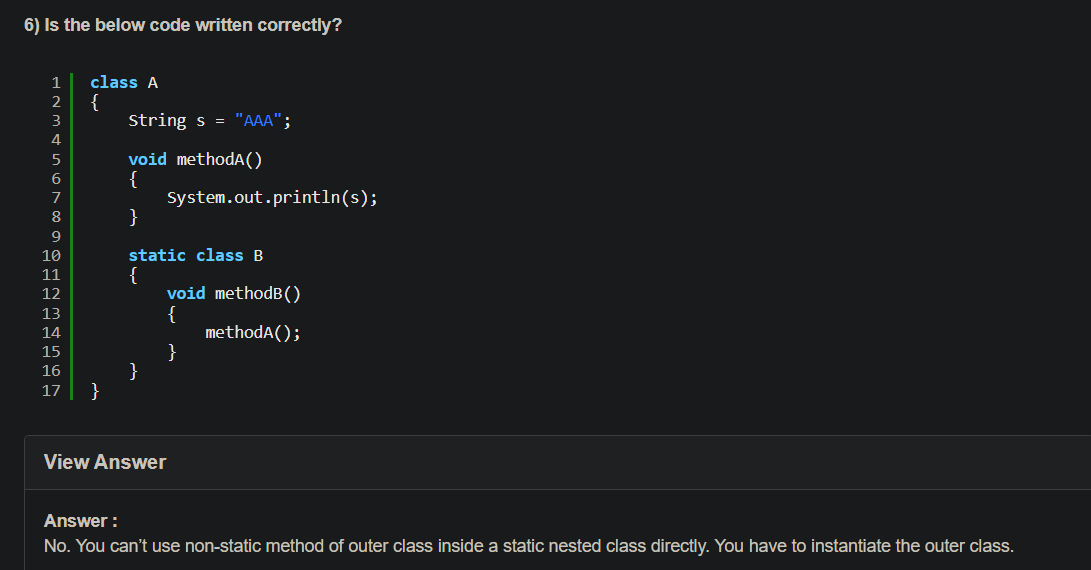 6) Is the below code written correctly?
1 class A
2 {
3 String s = "AAA";
4
5 void methodA()
6 {
7 System.out.println(s);
8 }
9
10 static class B
11 {
12 void methodB()
13 {
14 methodA();
15 }
16 }
17 }
View Answer
Answer :
No. You can’t use non-static method of outer class inside a static nested class directly. You have to instantiate the outer class.